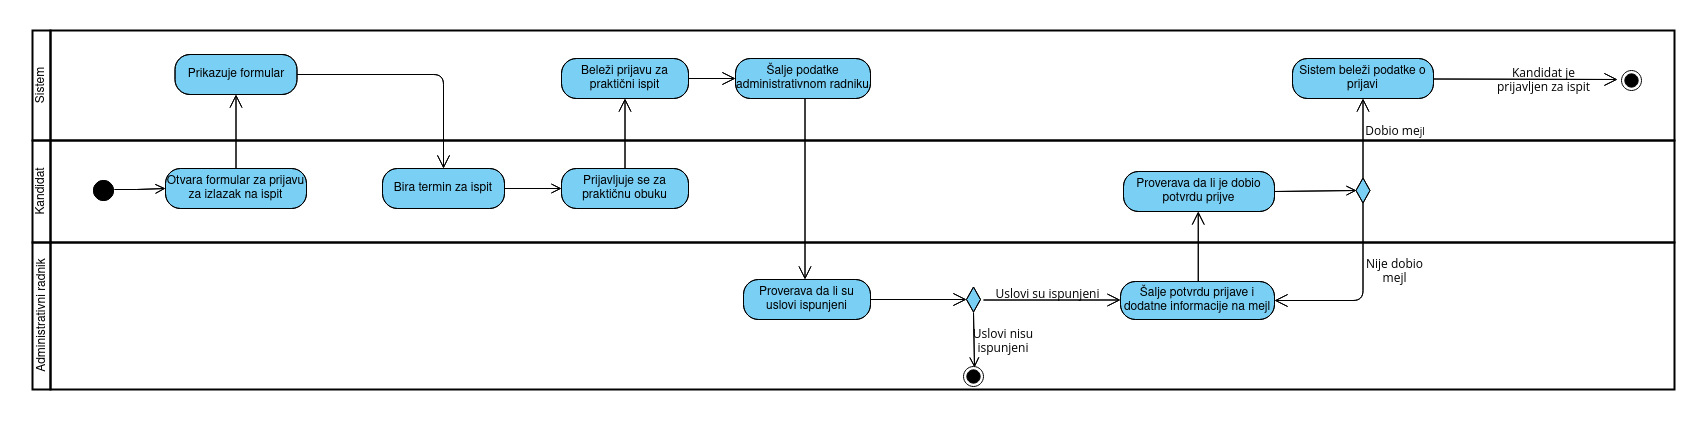 Sistem
Prikazuje formular
Beleži prijavu za
praktični ispit
Šalje podatke
administrativnom radniku
Sistem beleži podatke o
prijavi
Kandidat je
prijavljen za ispit
Dobio mejl
Kandidat
Otvara formular za prijavu
za izlazak na ispit
Bira termin za ispit
Prijavljuje se za
praktičnu obuku
Proverava da li je dobio
potvrdu prijve
Administrativni radnik
Proverava da li su
uslovi ispunjeni
Uslovi su ispunjeni
Uslovi nisu
ispunjeni
Šalje potvrdu prijave i
dodatne informacije na mejl
Nije dobio
mejl